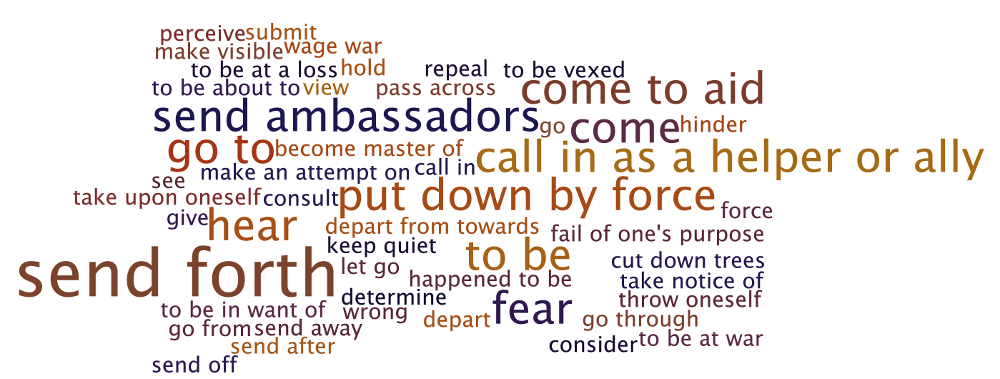 perceive submit
make visible wage war
to be at a loss hold repeal to be vexed
to be about to view pass across come to aid
send ambassadors go come hinder
go to become master of call in as a helper or ally
see make an attempt on call in
take upon oneself consult put down by force force
give hear depart from towards fail of one's purpose
keep quiet to be cut down trees
send forth let go happened to be take notice of
to be in want of determine wrong fear throw oneself
go from send away depart go through
send after consider to be at war
send off